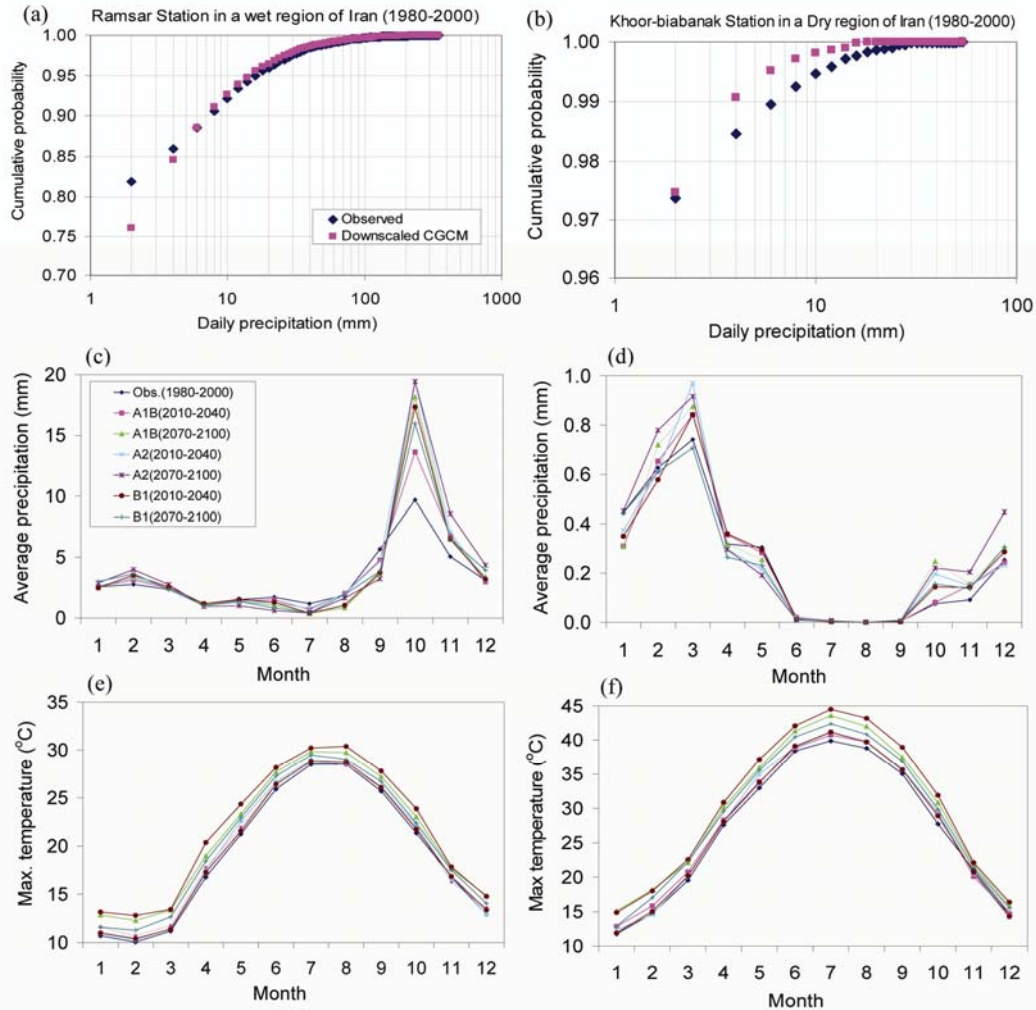 (a) Ramsar Station in a wet region of Iran (1980-2000)
1.00
0.95
0.90
0.85
0.80
0.75
0.70
Cumulative probability
Observed
Downscaled CGCM
1 10 100 1000
Daily precipitation (mm)
(b) Khoor-biabanak Station in a Dry region of Iran (1980-2000)
1.00
0.99
0.98
0.97
0.96
Cumulative probability
1 10 100
Daily precipitation (mm)
(c)
20
15
10
5
0
Average precipitation (mm)
Obs.(1980-2000)
A1B(2010-2040)
A1B(2070-2100)
A2(2010-2040)
A2(2070-2100)
B1(2010-2040)
B1(2070-2100)
1 2 3 4 5 6 7 8 9 10 11 12
Month
(d)
1.0
0.8
0.6
0.4
0.2
0.0
Average precipitation (mm)
1 2 3 4 5 6 7 8 9 10 11 12
Month
(e)
35
30
25
20
15
10
Max. temperature (°C)
1 2 3 4 5 6 7 8 9 10 11 12
Month
(f)
45
40
35
30
25
20
15
10
Max temperature (°C)
1 2 3 4 5 6 7 8 9 10 11 12
Month